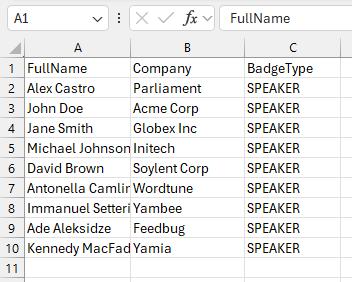 A1 fx FullName
A B C
1 FullName Company BadgeType
2 Alex Castro Parliament SPEAKER
3 John Doe Acme Corp SPEAKER
4 Jane Smith Globex Inc SPEAKER
5 Michael Johnson Initech SPEAKER
6 David Brown Soylent Corp SPEAKER
7 Antonella Camlin Wordtune SPEAKER
8 Immanuel Setteri Yambee SPEAKER
9 Ade Aleksidze Feedbug SPEAKER
10 Kennedy MacFad Yamia SPEAKER
11